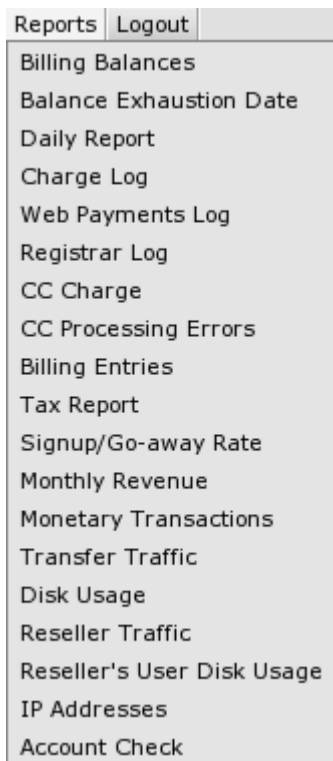 Reports Logout
Billing Balances
Balance Exhaustion Date
Daily Report
Charge Log
Web Payments Log
Registrar Log
CC Charge
CC Processing Errors
Billing Entries
Tax Report
Signup/Go-away Rate
Monthly Revenue
Monetary Transactions
Transfer Traffic
Disk Usage
Reseller Traffic
Reseller's User Disk Usage
IP Addresses
Account Check